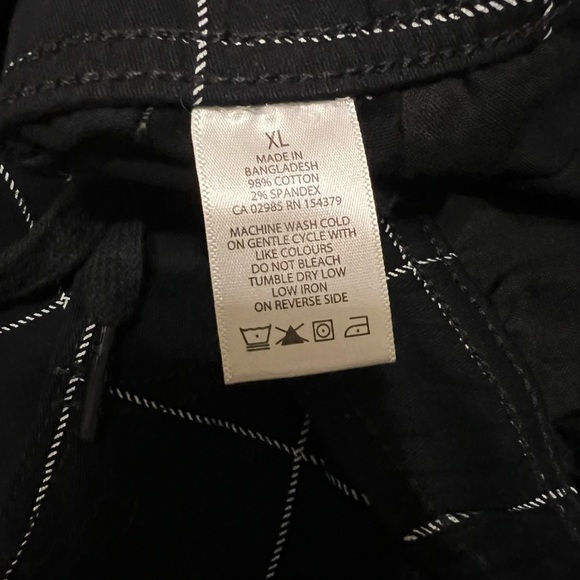 XL
MADE IN
BANGLADESH
98% COTTON
2% SPANDEX
CA 02985 RN 154379
MACHINE WASH COLD
ON GENTLE CYCLE WITH
LIKE COLOURS
DO NOT BLEACH
TUMBLE DRY LOW
LOW IRON
ON REVERSE SIDE